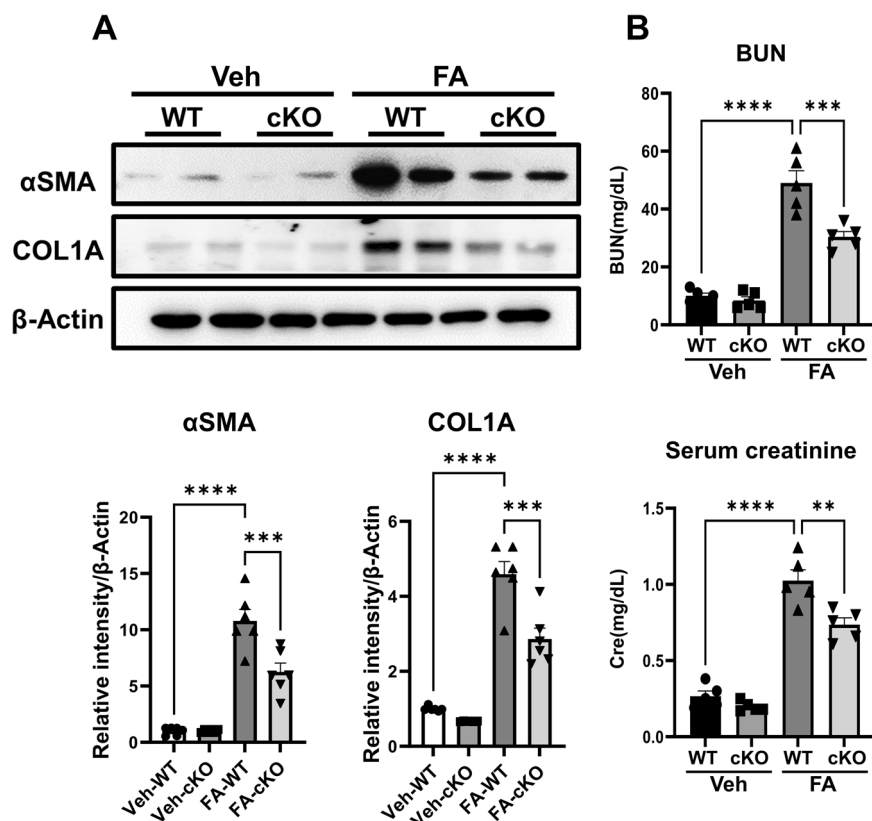 A
Veh FA
WT cKO WT cKO
αSMA
COL1A
β-Actin
αSMA
Relative intensity/β-Actin
20
15
10
5
0
****
***
Veh-WT
Veh-cKO
FA-WT
FA-cKO
COL1A
Relative intensity/β-Actin
6
4
2
0
****
***
Veh-WT
Veh-cKO
FA-WT
FA-cKO
B
BUN
BUN(mg/dL)
80
60
40
20
0
****
***
WT cKO WT cKO
Veh FA
Serum creatinine
Cre(mg/dL)
1.5
1.0
0.5
0.0
****
**
WT cKO WT cKO
Veh FA